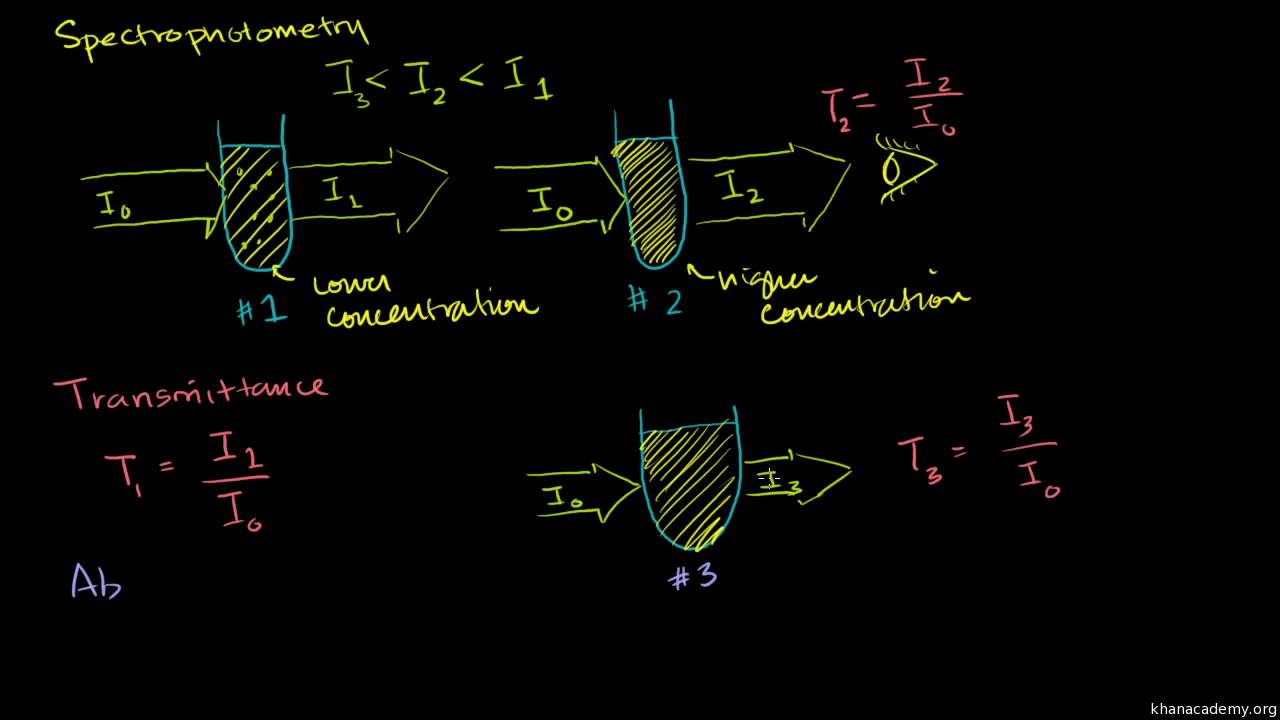 Spectrophotometry
I₃ < I₂ < I₁
T₂ = I₂/I₀
I₀
I₁
I₀
I₂
#1
Lower
concentration
#2
higher
concentration
Transmittance
T₁ = I₁/I₀
I₀
I₃
T₃ = I₃/I₀
Ab
#3
khanacademy.org